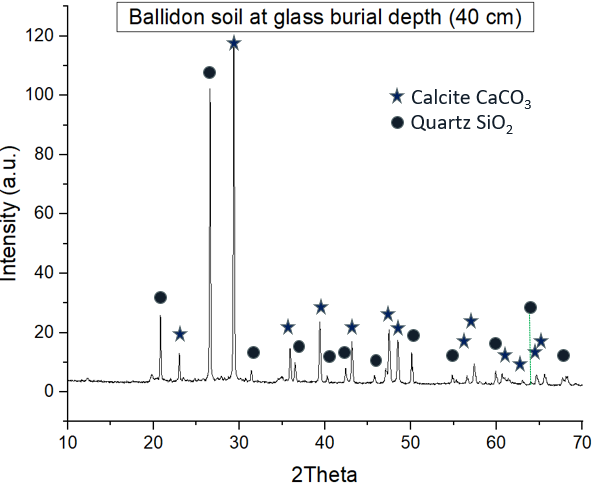 Ballidon soil at glass burial depth (40 cm)
Calcite CaCO₃
Quartz SiO₂
Intensity (a.u.)
120
100
80
60
40
20
0
10 20 30 40 50 60 70
2Theta